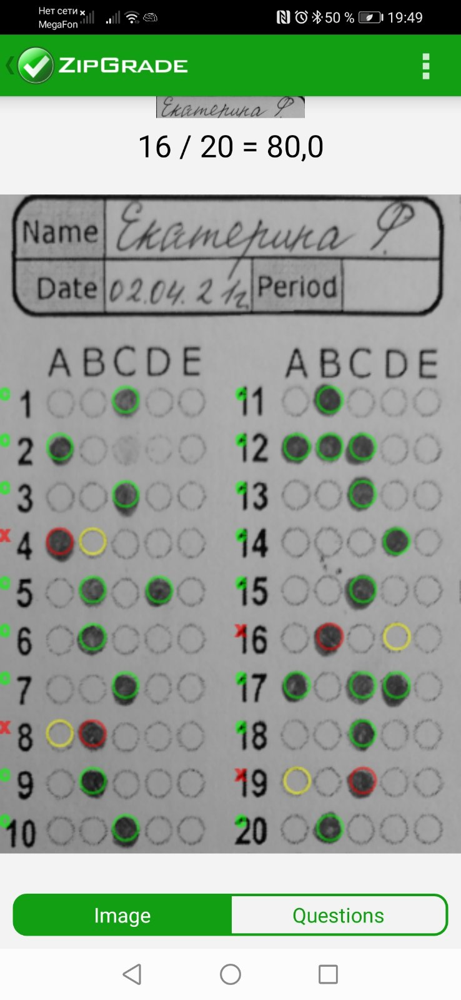 Нет сети
MegaFon
50 % 19:49
ZIPGRADE
Екатерина Ф.
16 / 20 = 80,0
Name Екатерина Ф.
Date 02.04.21г. Period
A B C D E A B C D E
1 11
2 12
3 13
4 14
5 15
6 16
7 17
8 18
9 19
10 20
Image Questions